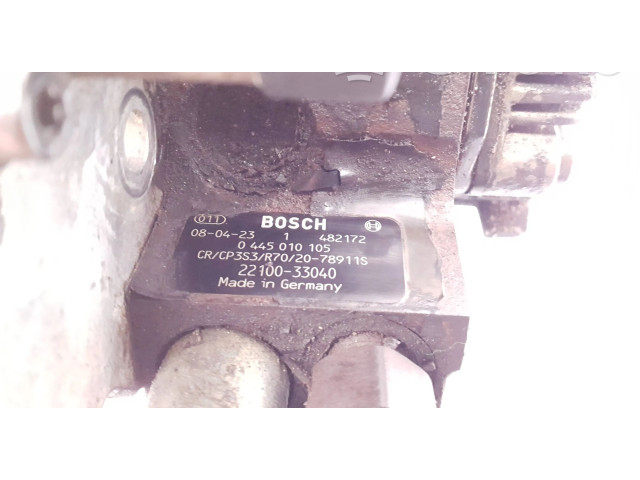 011 BOSCH
08-04-23 1 482172
0 445 010 105
CR/CP3S3/R70/20-78911S
22100-33040
Made in Germany